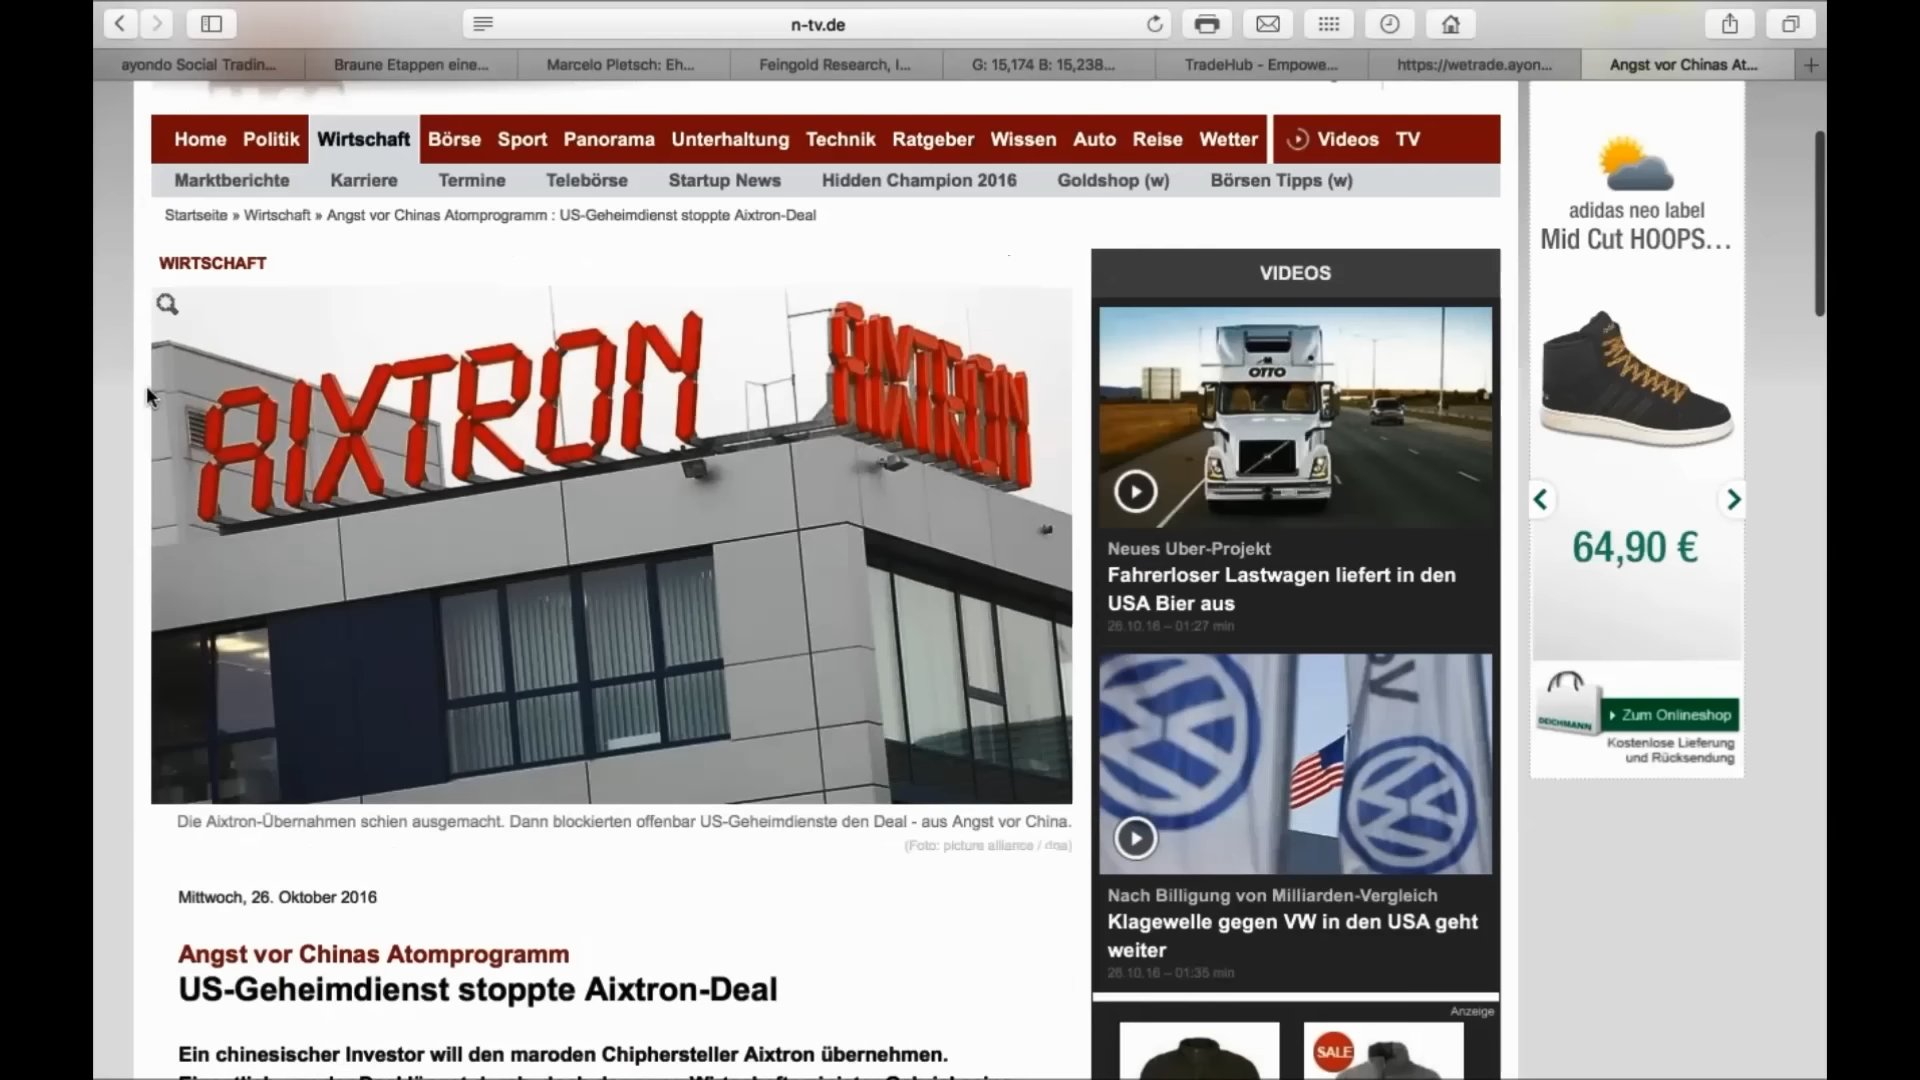 n-tv.de
ayondo Social Tradin...
Braune Etappen eine...
Marcelo Pletsch: Eh...
Feingold Research, I...
G: 15,174 B: 15,238...
TradeHub - Empowe...
https://wetrade.ayon...
Angst vor Chinas At...
Home Politik Wirtschaft Börse Sport Panorama Unterhaltung Technik Ratgeber Wissen Auto Reise Wetter Videos TV
Marktberichte Karriere Termine Telebörse Startup News Hidden Champion 2016 Goldshop (w) Börsen Tipps (w)
Startseite » Wirtschaft » Angst vor Chinas Atomprogramm : US-Geheimdienst stoppte Aixtron-Deal
WIRTSCHAFT
AIXTRON
AIXTRON
Die Aixtron-Übernahmen schien ausgemacht. Dann blockierten offenbar US-Geheimdienste den Deal - aus Angst vor China.
(Foto: picture alliance / dpa)
Mittwoch, 26. Oktober 2016
Angst vor Chinas Atomprogramm
US-Geheimdienst stoppte Aixtron-Deal
Ein chinesischer Investor will den maroden Chiphersteller Aixtron übernehmen.
VIDEOS
OTTO
Neues Uber-Projekt
Fahrerloser Lastwagen liefert in den
USA Bier aus
26.10.16 – 01:27 min
Nach Billigung von Milliarden-Vergleich
Klagewelle gegen VW in den USA geht
weiter
26.10.16 – 01:35 min
Anzeige
SALE
adidas neo label
Mid Cut HOOPS...
64,90 €
DEICHMANN
Zum Onlineshop
Kostenlose Lieferung
und Rücksendung